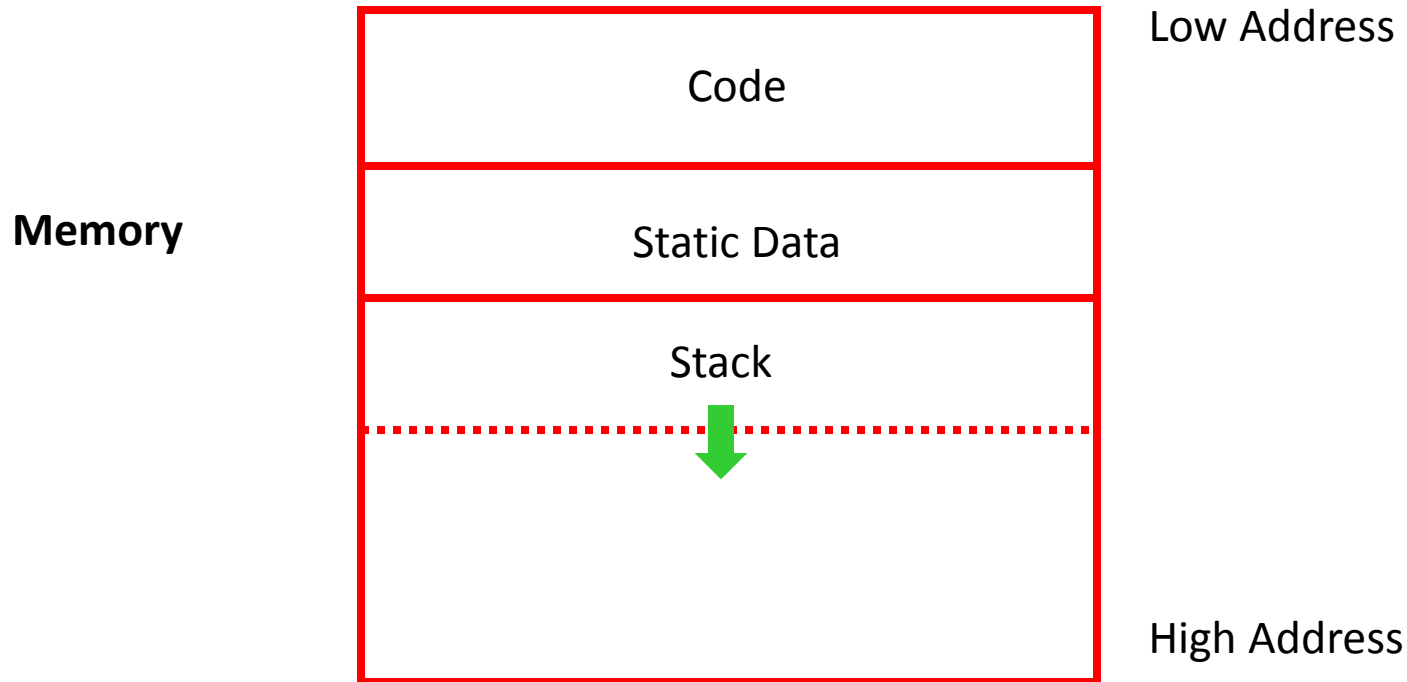 Low Address
Code
Memory
Static Data
Stack
High Address